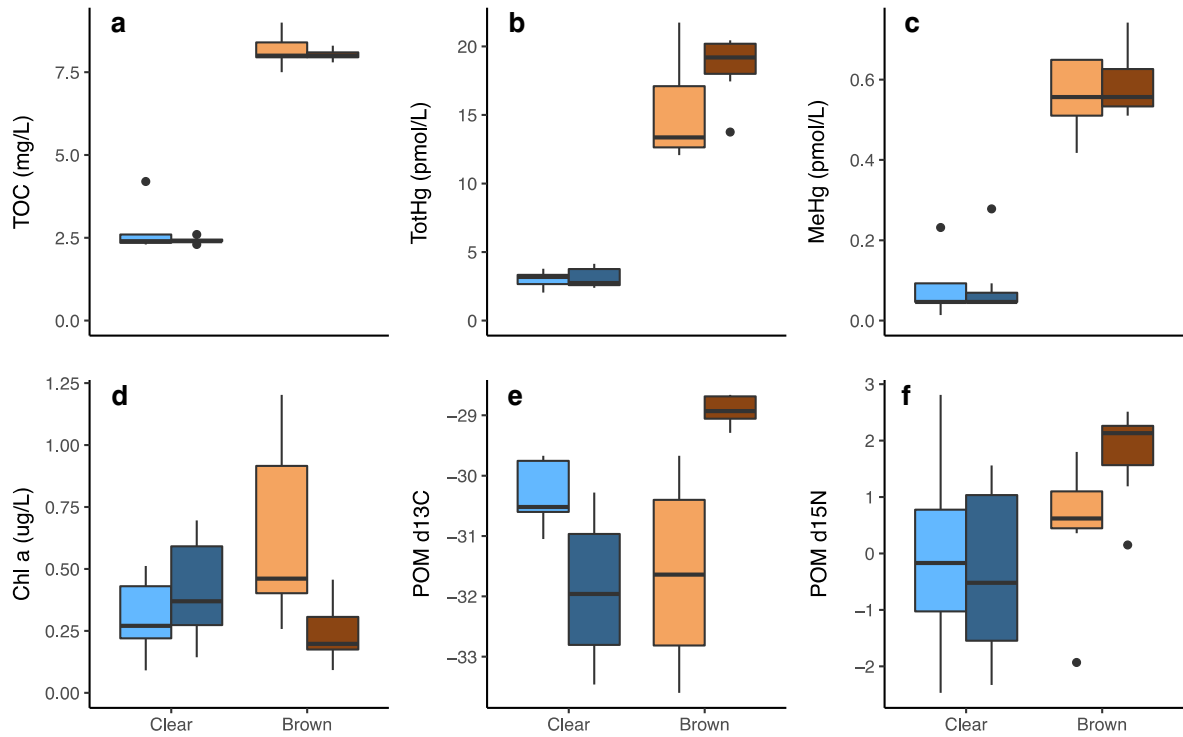 a
TOC (mg/L)
7.5
5.0
2.5
0.0
b
TotHg (pmol/L)
20
15
10
5
0
c
MeHg (pmol/L)
0.6
0.4
0.2
0.0
d
Chl a (ug/L)
1.25
1.00
0.75
0.50
0.25
0.00
Clear Brown
e
POM d13C
−29
−30
−31
−32
−33
Clear Brown
f
POM d15N
3
2
1
0
−1
−2
Clear Brown